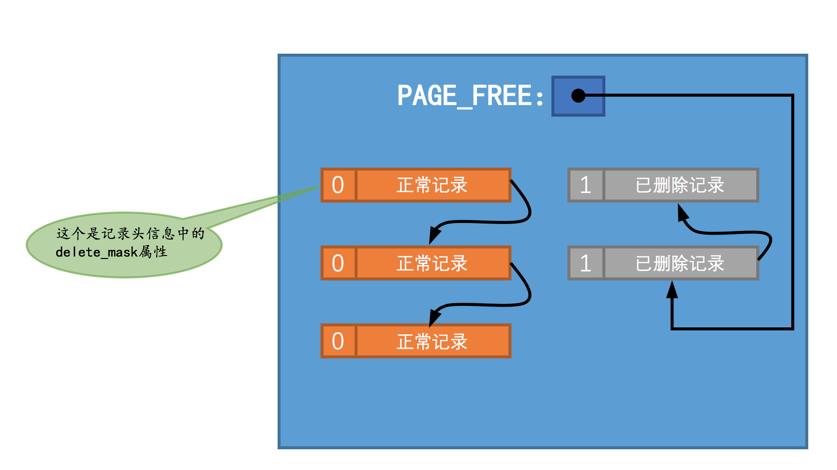 PAGE_FREE:
0 正常记录 1 已删除记录
这个是记录头信息中的
delete_mask属性
0 正常记录 1 已删除记录
0 正常记录